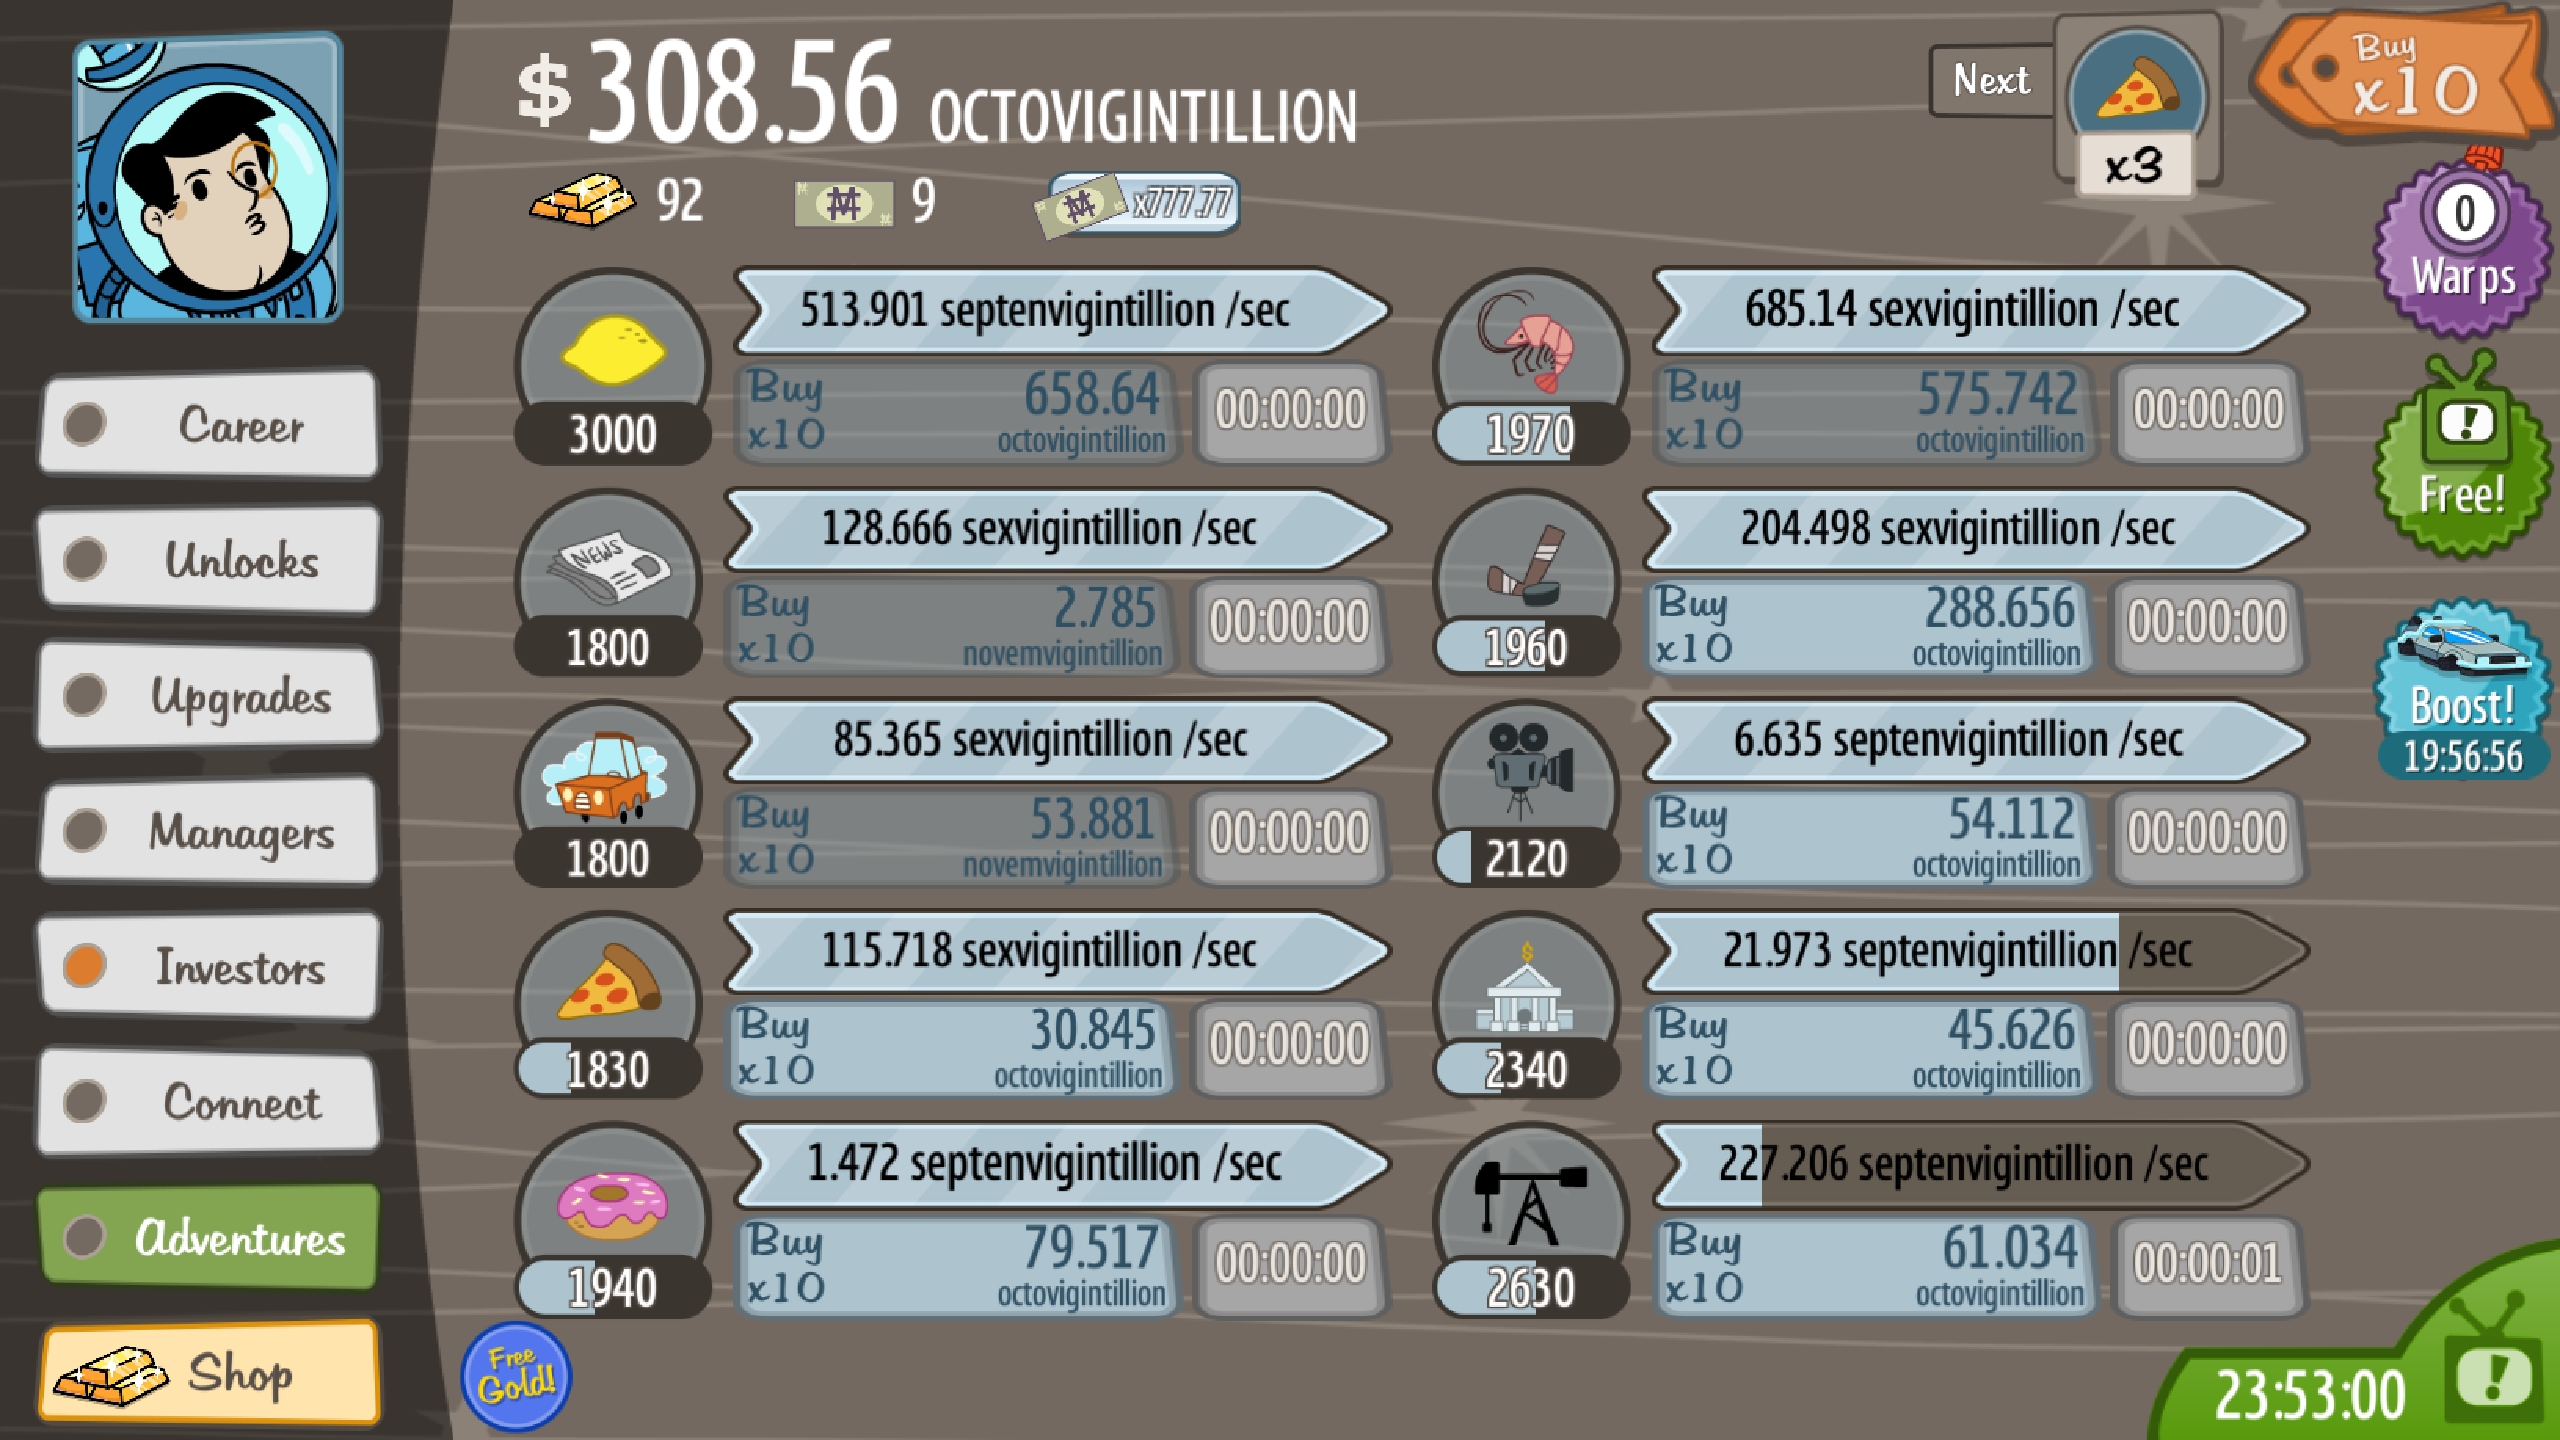 $ 308.56 OCTOVIGINTILLION
Next
x3
Buy
x10
92
9
x777.77
0
Warps
Free!
Boost!
19:56:56
Career
Unlocks
Upgrades
Managers
Investors
Connect
Adventures
Shop
513.901 septenvigintillion /sec
3000
Buy
x10
658.64
octovigintillion
00:00:00
NEWS
128.666 sexvigintillion /sec
1800
Buy
x10
2.785
novemvigintillion
00:00:00
85.365 sexvigintillion /sec
1800
Buy
x10
53.881
novemvigintillion
00:00:00
115.718 sexvigintillion /sec
1830
Buy
x10
30.845
octovigintillion
00:00:00
1.472 septenvigintillion /sec
1940
Buy
x10
79.517
octovigintillion
00:00:00
685.14 sexvigintillion /sec
1970
Buy
x10
575.742
octovigintillion
00:00:00
204.498 sexvigintillion /sec
1960
Buy
x10
288.656
octovigintillion
00:00:00
6.635 septenvigintillion /sec
2120
Buy
x10
54.112
octovigintillion
00:00:00
$
21.973 septenvigintillion /sec
2340
Buy
x10
45.626
octovigintillion
00:00:00
227.206 septenvigintillion /sec
2630
Buy
x10
61.034
octovigintillion
00:00:01
Free
Gold!
23:53:00
!